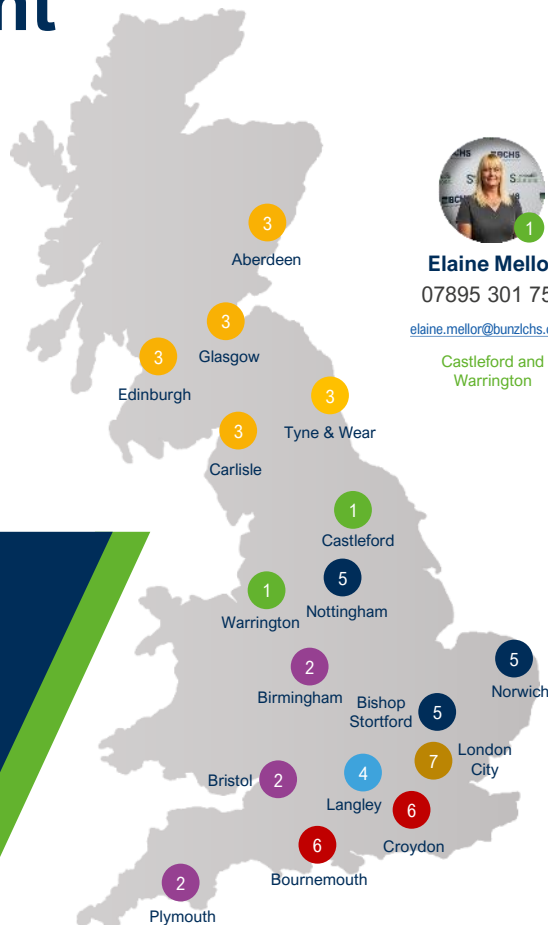 3
Aberdeen
1
Elaine
07895 301
Castleford and
Warrington
3
Glasgow
3
Edinburgh
3
Tyne & Wear
3
Carlisle
1
Castleford
5
Nottingham
1
Warrington
2
Birmingham
5
Norwich
Bishop
Stortford
5
7
London
City
Bristol
2
4
Langley
6
Croydon
6
Bournemouth
2
Plymouth